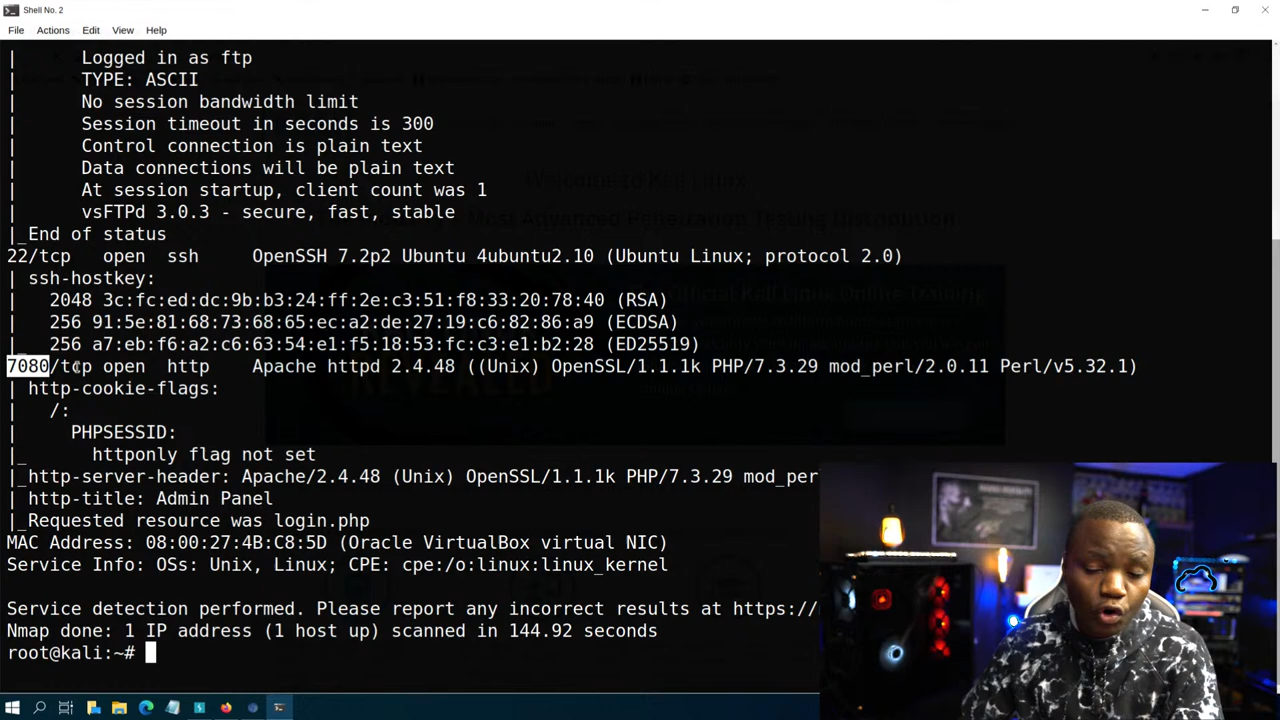 Shell No. 2
File Actions Edit View Help
| Logged in as ftp
| TYPE: ASCII
| No session bandwidth limit
| Session timeout in seconds is 300
| Control connection is plain text
| Data connections will be plain text
| At session startup, client count was 1
| vsFTPd 3.0.3 - secure, fast, stable
|_End of status
22/tcp open ssh OpenSSH 7.2p2 Ubuntu 4ubuntu2.10 (Ubuntu Linux; protocol 2.0)
| ssh-hostkey:
| 2048 3c:fc:ed:dc:9b:b3:24:ff:2e:c3:51:f8:33:20:78:40 (RSA)
| 256 91:5e:81:68:73:68:65:ec:a2:de:27:19:c6:82:86:a9 (ECDSA)
|_ 256 a7:eb:f6:a2:c6:63:54:e1:f5:18:53:fc:c3:e1:b2:28 (ED25519)
7080/tcp open http Apache httpd 2.4.48 ((Unix) OpenSSL/1.1.1k PHP/7.3.29 mod_perl/2.0.11 Perl/v5.32.1)
| http-cookie-flags:
| /:
| PHPSESSID:
|_ httponly flag not set
|_http-server-header: Apache/2.4.48 (Unix) OpenSSL/1.1.1k PHP/7.3.29 mod_per
| http-title: Admin Panel
|_Requested resource was login.php
MAC Address: 08:00:27:4B:C8:5D (Oracle VirtualBox virtual NIC)
Service Info: OSs: Unix, Linux; CPE: cpe:/o:linux:linux_kernel
Service detection performed. Please report any incorrect results at https://
Nmap done: 1 IP address (1 host up) scanned in 144.92 seconds
root@kali:~#
Welcome to Kali Linux